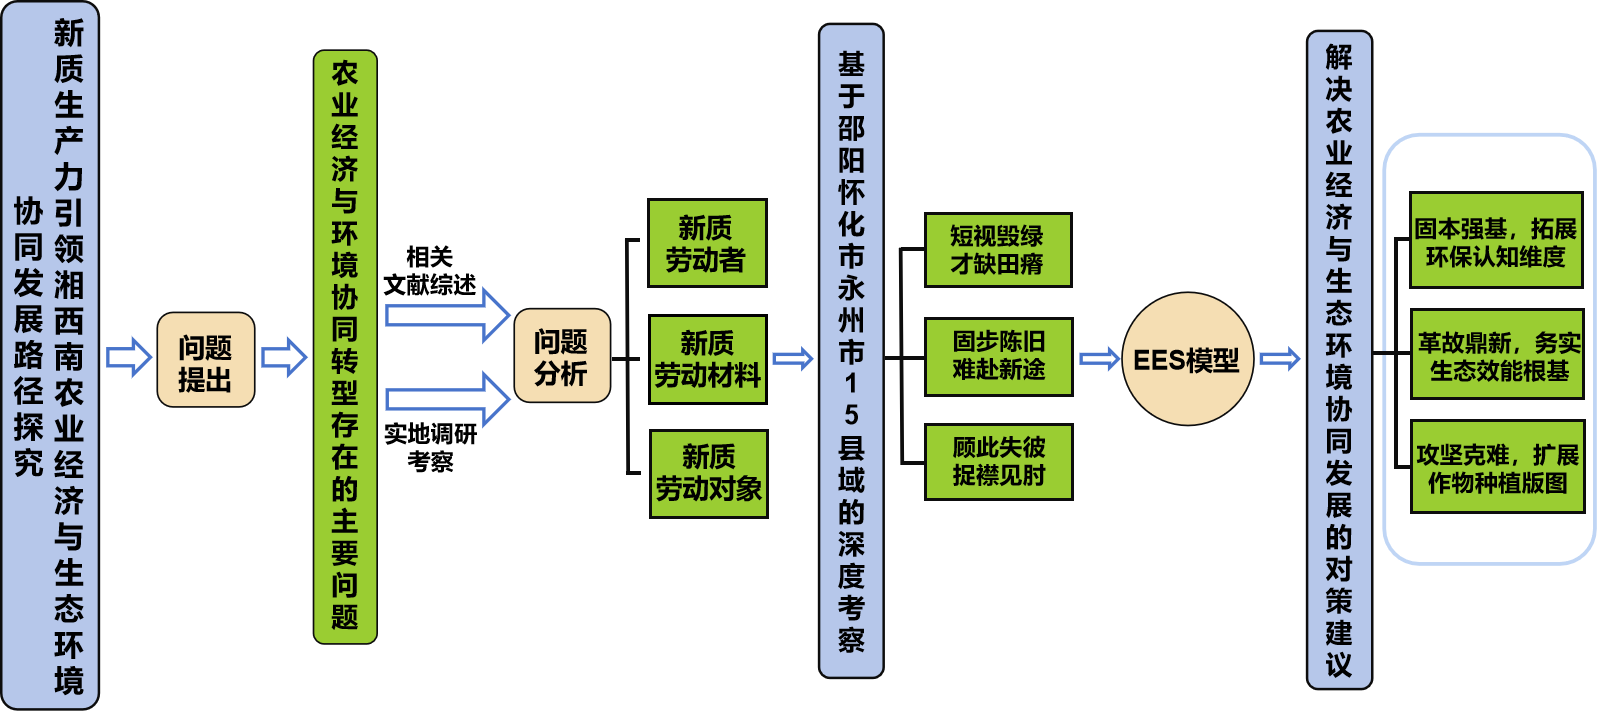 新质生产力引领湘西南农业经济与生态环境
协同发展路径探究
问题
提出
农业经济与环境协同转型存在的主要问题
相关
文献综述
实地调研
考察
问题
分析
新质
劳动者
新质
劳动材料
新质
劳动对象
基于邵阳怀化市永州市15县域的深度考察
短视毁绿
才缺田瘠
固步陈旧
难赴新途
顾此失彼
捉襟见肘
EES模型
解决农业经济与生态环境协同发展的对策建议
固本强基，拓展
环保认知维度
革故鼎新，务实
生态效能根基
攻坚克难，扩展
作物种植版图